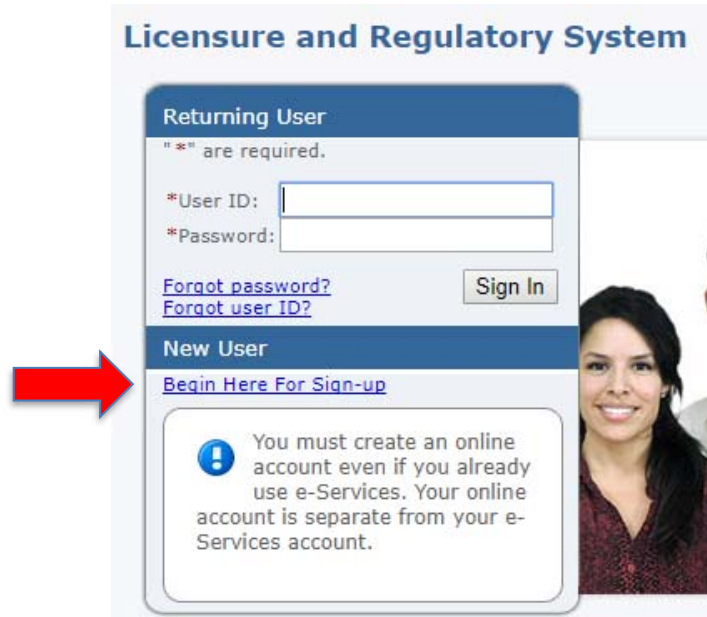 Licensure and Regulatory System
Returning User
"*" are required.
*User ID:
*Password:
Forgot password?
Sign In
Forgot user ID?
New User
Begin Here For Sign-up
You must create an online
account even if you already
use e-Services. Your online
account is separate from your e-
Services account.